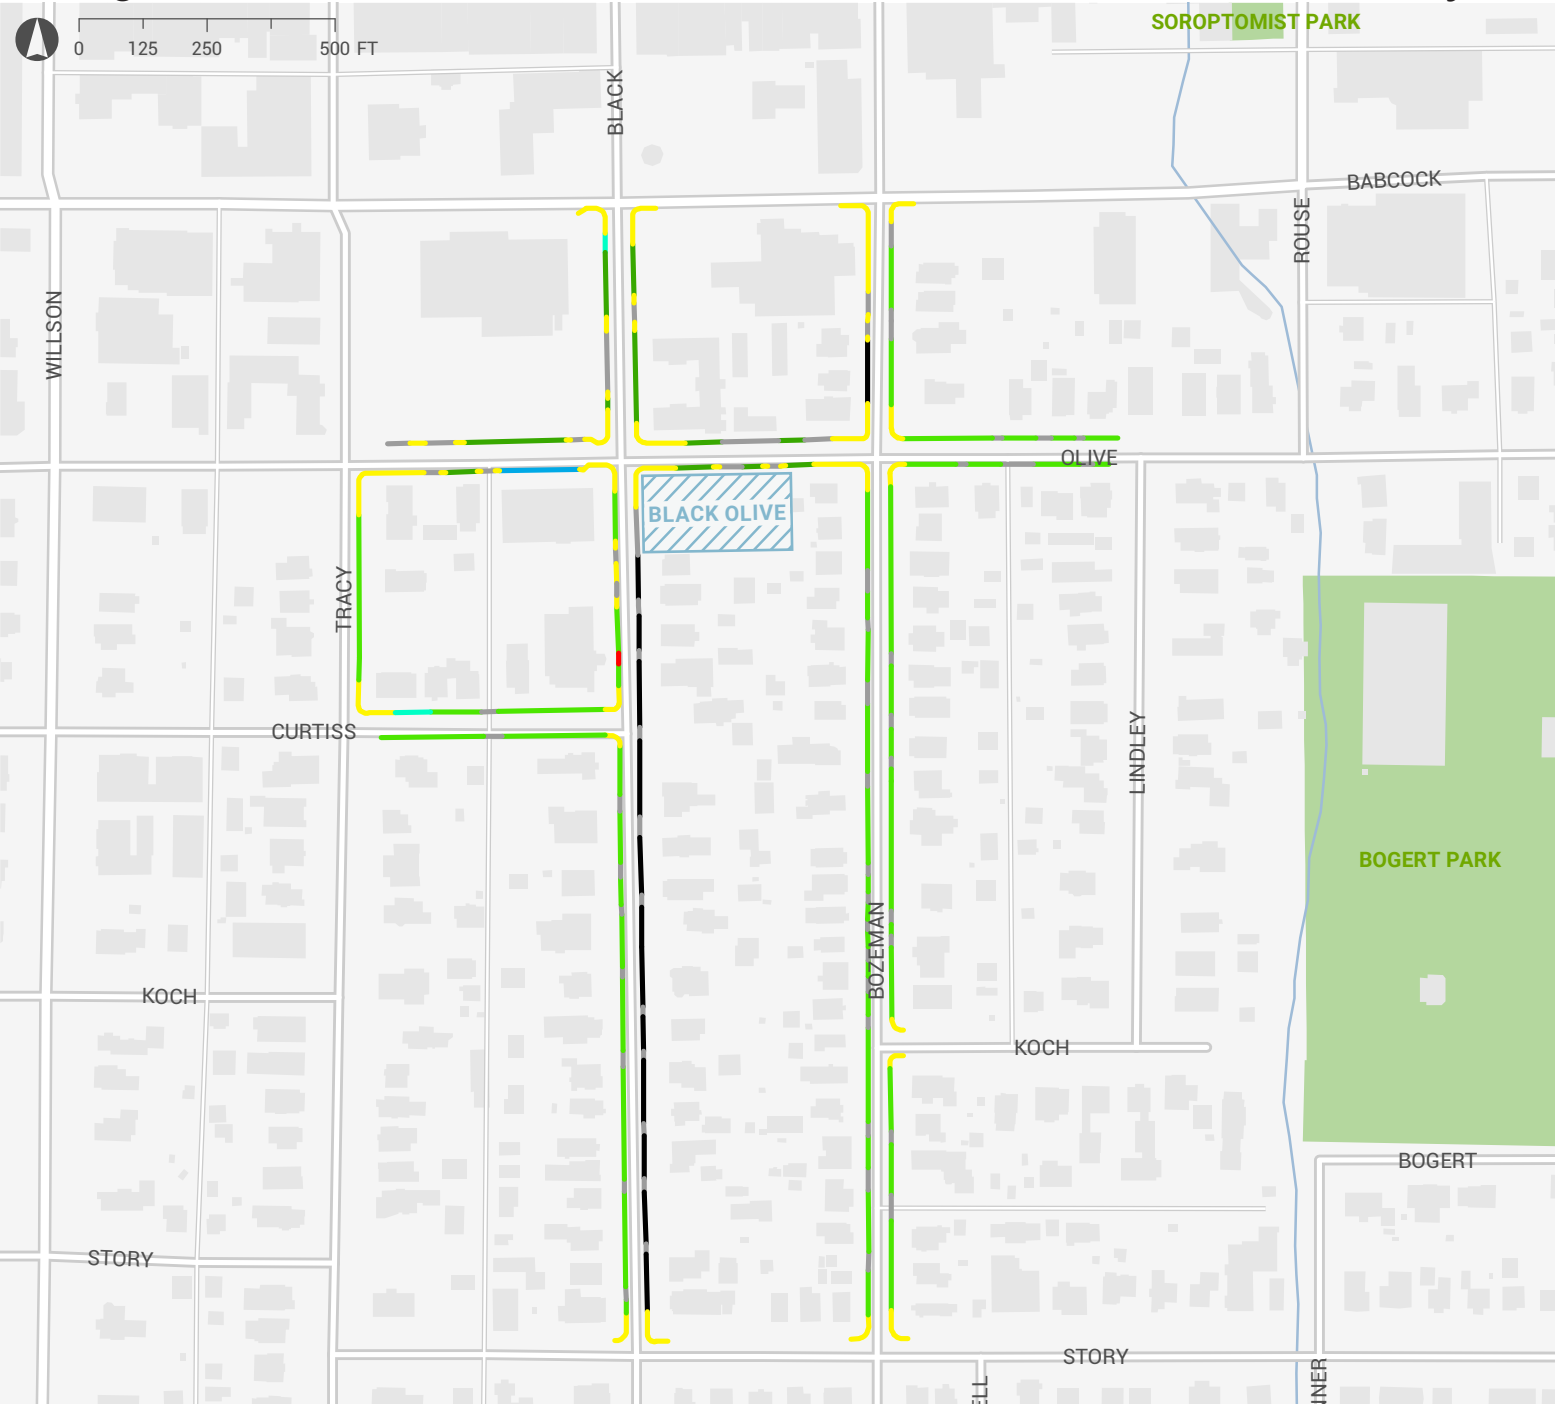 SOROPTOMIST PARK
0 125 250 500 FT
BLACK
BABCOCK
ROUSE
WILLSON
OLIVE
BLACK OLIVE
TRACY
CURTISS
LINDLEY
BOGERT PARK
BOZEMAN
KOCH
KOCH
BOGERT
STORY
STORY